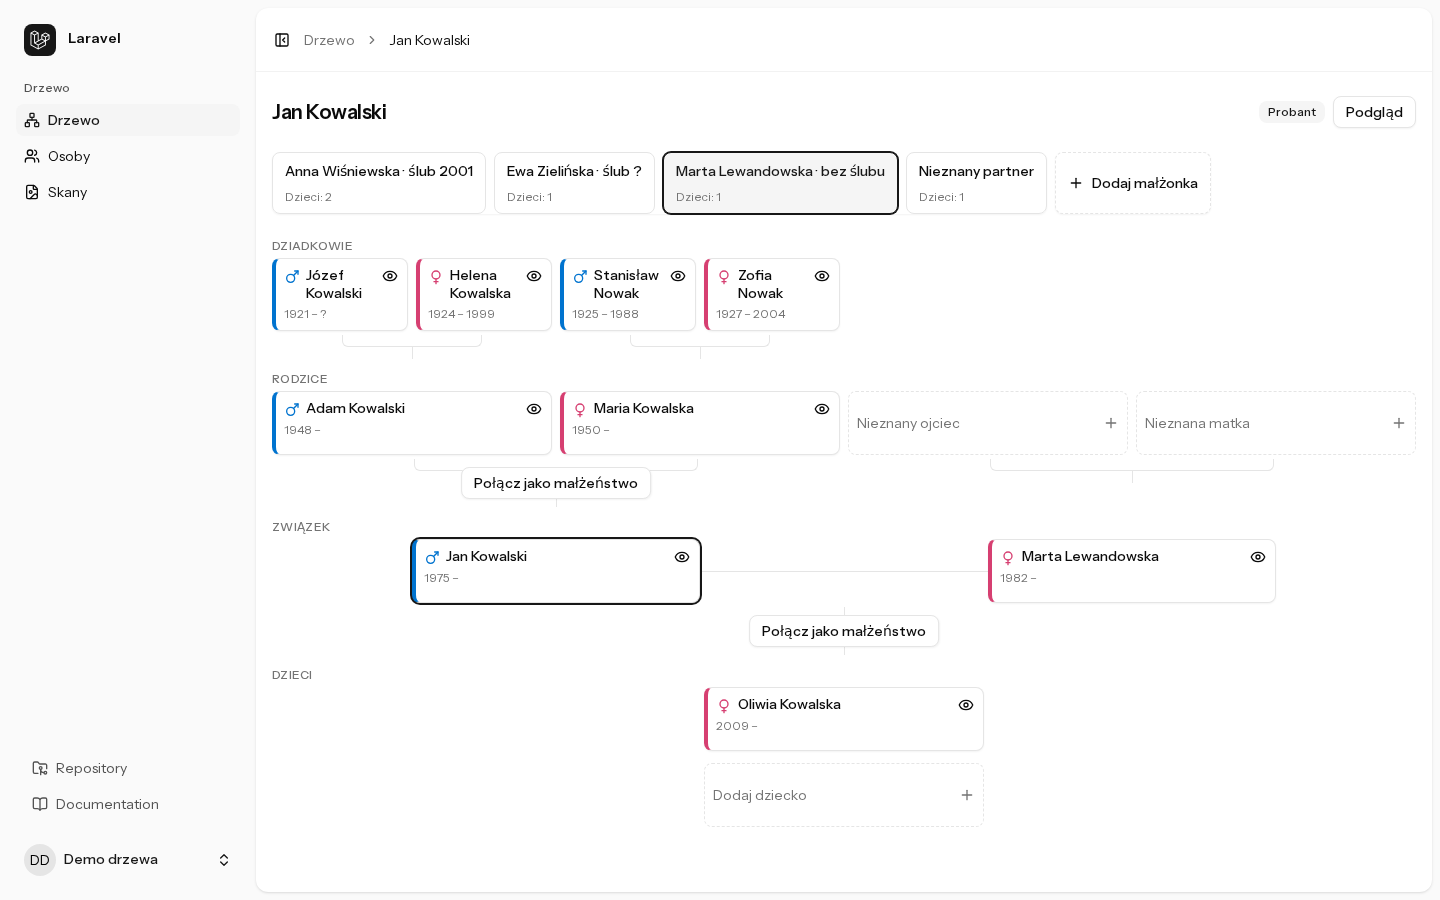 Laravel
Drzewo
Drzewo
Osoby
Skany
Repository
Documentation
DD Demo drzewa
Drzewo Jan Kowalski
Jan Kowalski
Probant Podgląd
Anna Wiśniewska · ślub 2001
Dzieci: 2
Ewa Zielińska · ślub ?
Dzieci: 1
Marta Lewandowska · bez ślubu
Dzieci: 1
Nieznany partner
Dzieci: 1
Dodaj małżonka
DZIADKOWIE
Józef
Kowalski
1921 – ?
Helena
Kowalska
1924 – 1999
Stanisław
Nowak
1925 – 1988
Zofia
Nowak
1927 – 2004
RODZICE
Adam Kowalski
1948 –
Maria Kowalska
1950 –
Nieznany ojciec
Nieznana matka
Połącz jako małżeństwo
ZWIĄZEK
Jan Kowalski
1975 –
Marta Lewandowska
1982 –
Połącz jako małżeństwo
DZIECI
Oliwia Kowalska
2009 –
Dodaj dziecko